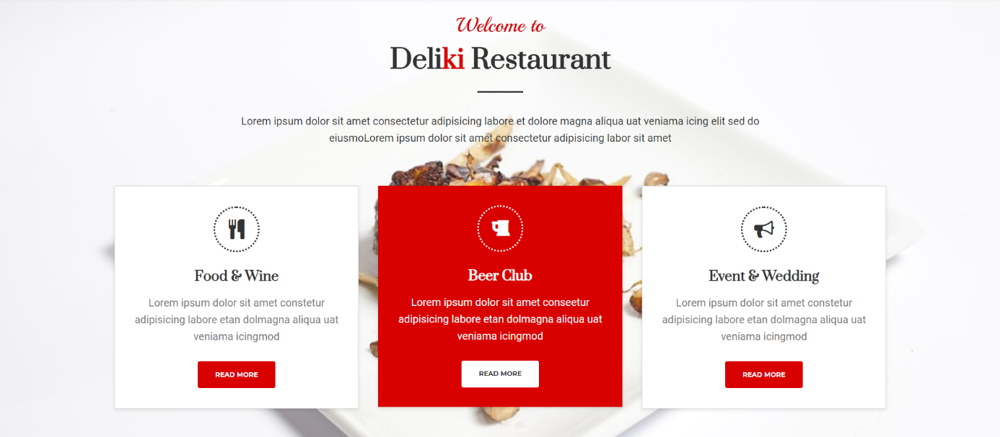 Welcome to
Deliki Restaurant
Lorem ipsum dolor sit amet consectetur adipisicing labore et dolore magna aliqua uat veniama icing elit sed do
eiusmoLorem ipsum dolor sit amet consectetur adipisicing labor sit amet
Food & Wine
Lorem ipsum dolor sit amet constetur
adipisicing labore etan dolmagna aliqua uat
veniama icingmod
READ MORE
Beer Club
Lorem ipsum dolor sit amet conseetur
adipisicing labore etan dolmagna aliqua uat
veniama icingmod
READ MORE
Event & Wedding
Lorem ipsum dolor sit amet constetur
adipisicing labore etan dolmagna aliqua uat
veniama icingmod
READ MORE